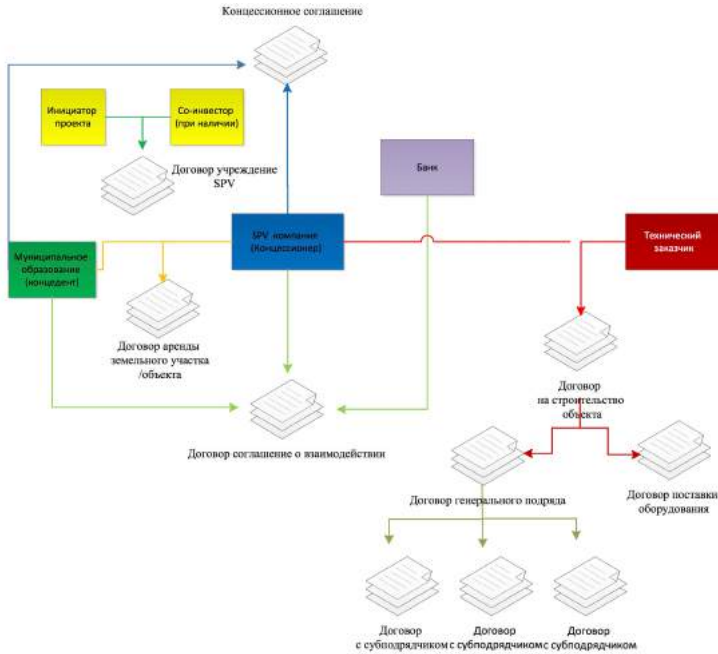 Концессионное соглашение
Инициатор
проекта
Со-инвестор
(при наличии)
Договор учреждение
SPV
Банк
Муниципальное
образование
(концедент)
SPV компания
(Концессионер)
Технический
заказчик
Договор аренды
земельного участка
/объекта
Договор
на строительство
объекта
Договор соглашение о взаимодействии
Договор генерального подряда
Договор поставки
оборудования
Договор
с субподрядчиком
Договор
с субподрядчиком
Договор
с субподрядчиком